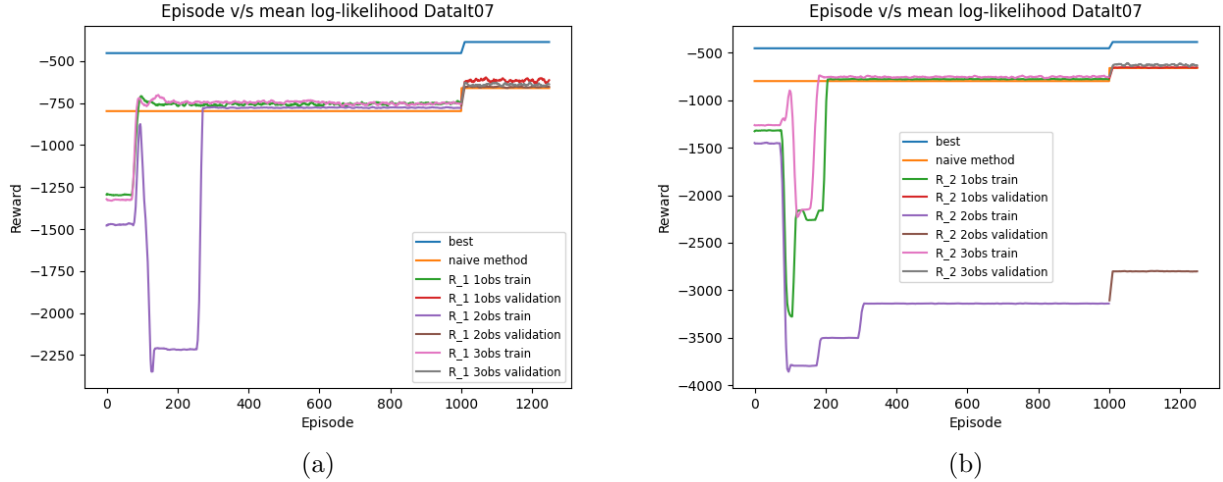 Episode v/s mean log-likelihood DataIt07
Reward
−500
−750
−1000
−1250
−1500
−1750
−2000
−2250
best
naive method
R_1 1obs train
R_1 1obs validation
R_1 2obs train
R_1 2obs validation
R_1 3obs train
R_1 3obs validation
0 200 400 600 800 1000 1200
Episode
(a)
Episode v/s mean log-likelihood DataIt07
Reward
−500
−1000
−1500
−2000
−2500
−3000
−3500
−4000
best
naive method
R_2 1obs train
R_2 1obs validation
R_2 2obs train
R_2 2obs validation
R_2 3obs train
R_2 3obs validation
0 200 400 600 800 1000 1200
Episode
(b)